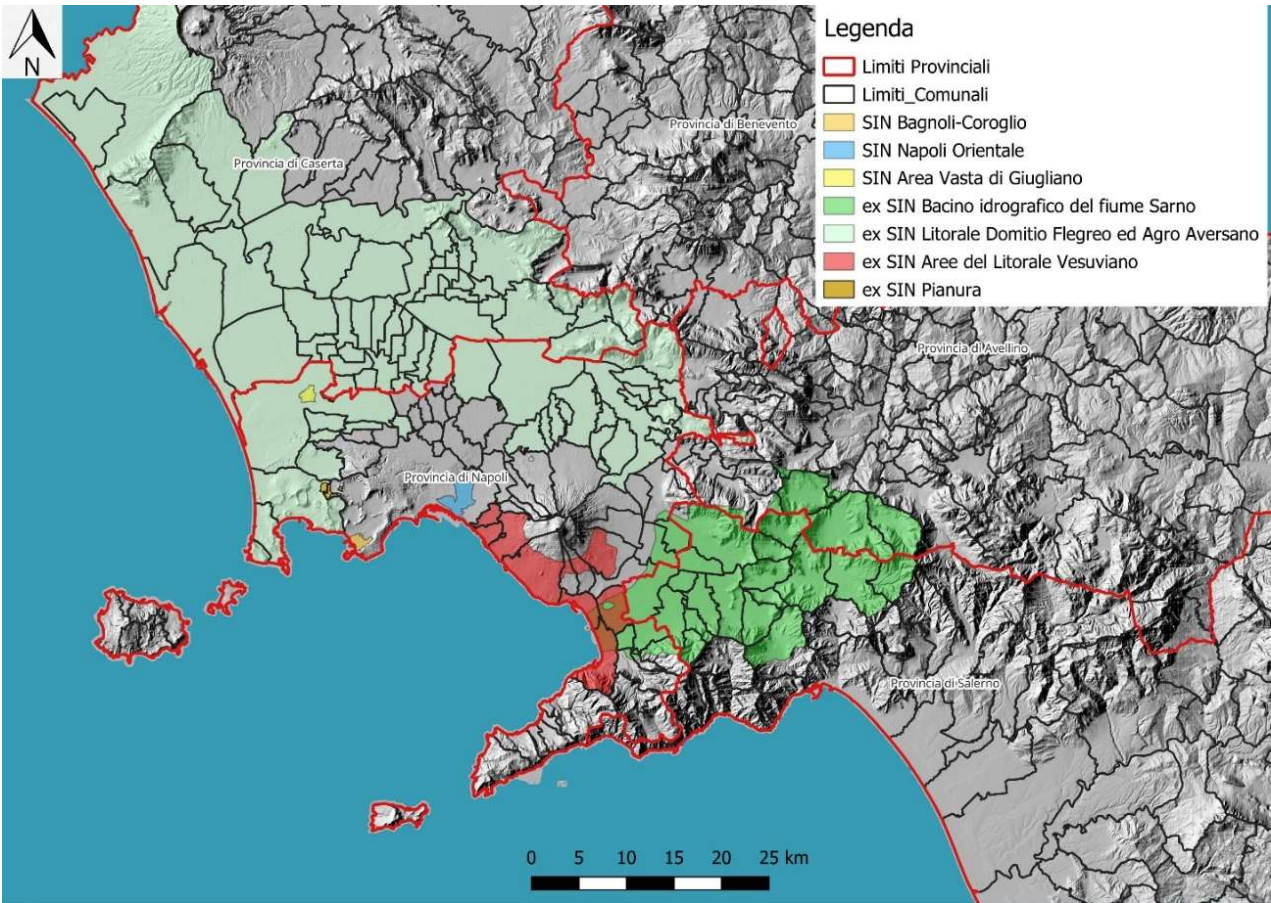 N
Legenda
Limiti Provinciali
Limiti_Comunali
SIN Bagnoli-Coroglio
SIN Napoli Orientale
SIN Area Vasta di Giugliano
ex SIN Bacino idrografico del fiume Sarno
ex SIN Litorale Domitio Flegreo ed Agro Aversano
ex SIN Aree del Litorale Vesuviano
ex SIN Pianura
Provincia di Benevento
Provincia di Caserta
Provincia di Avellino
Provincia di Napoli
Provincia di Salerno
0 5 10 15 20 25 km